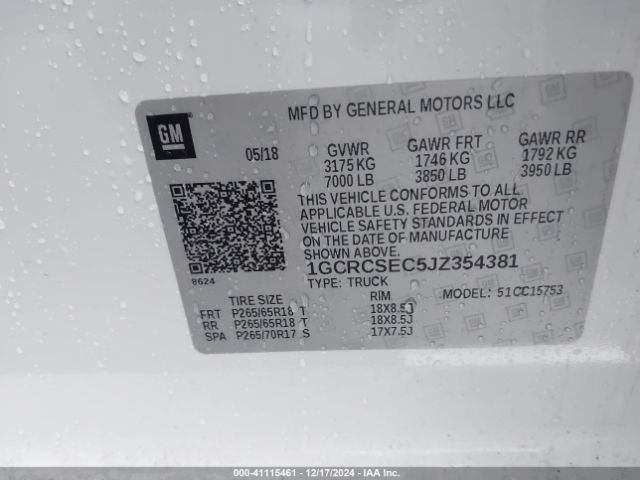 GM
MFD BY GENERAL MOTORS LLC
05/18
GVWR GAWR FRT GAWR RR
3175 KG 1746 KG 1792 KG
7000 LB 3850 LB 3950 LB
THIS VEHICLE CONFORMS TO ALL
APPLICABLE U.S. FEDERAL MOTOR
VEHICLE SAFETY STANDARDS IN EFFECT
ON THE DATE OF MANUFACTURE
SHOWN ABOVE.
1GCRCSEC5JZ354381
8624
TYPE: TRUCK MODEL: 51CC15753
TIRE SIZE RIM
FRT P265/65R18 T 18X8.5J
RR P265/65R18 T 18X8.5J
SPA P265/70R17 S 17X7.5J
000-41115461 - 12/17/2024 - IAA Inc.